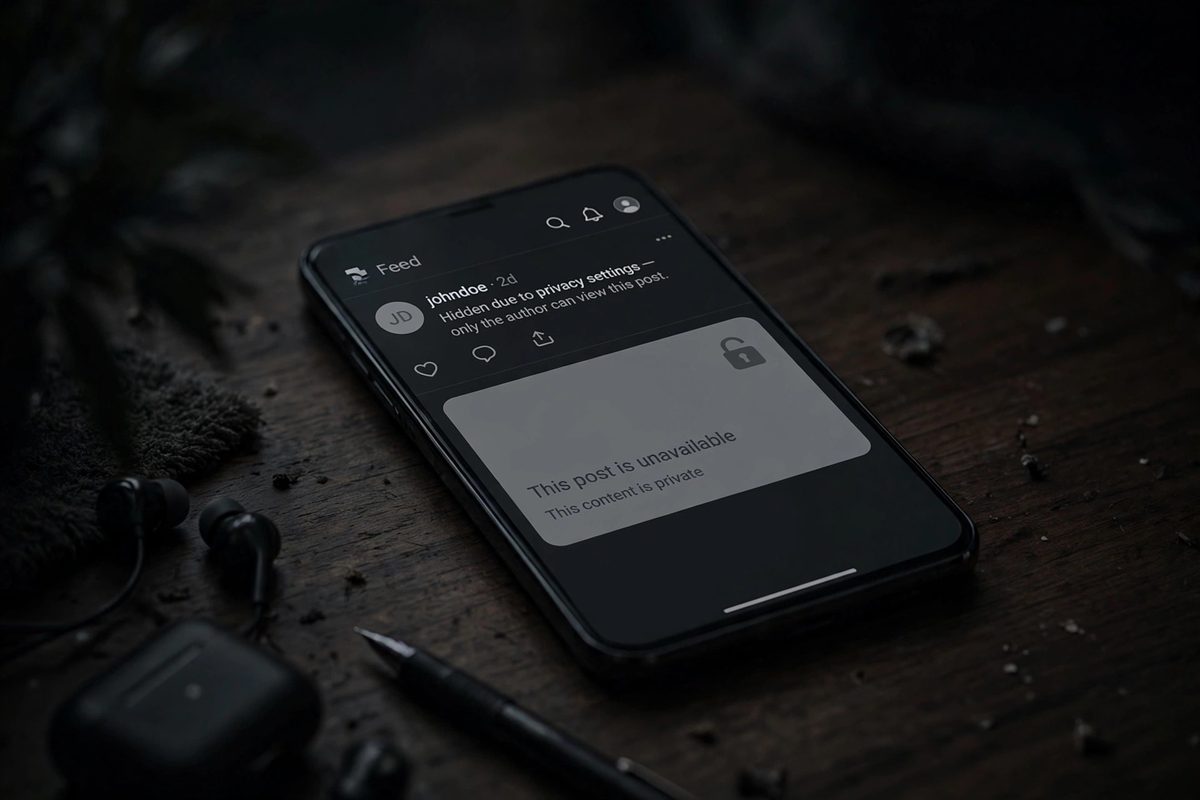 Feed
johndoe · 2d
Hidden due to privacy settings —
only the author can view this post.
JD
This post is unavailable
This content is private